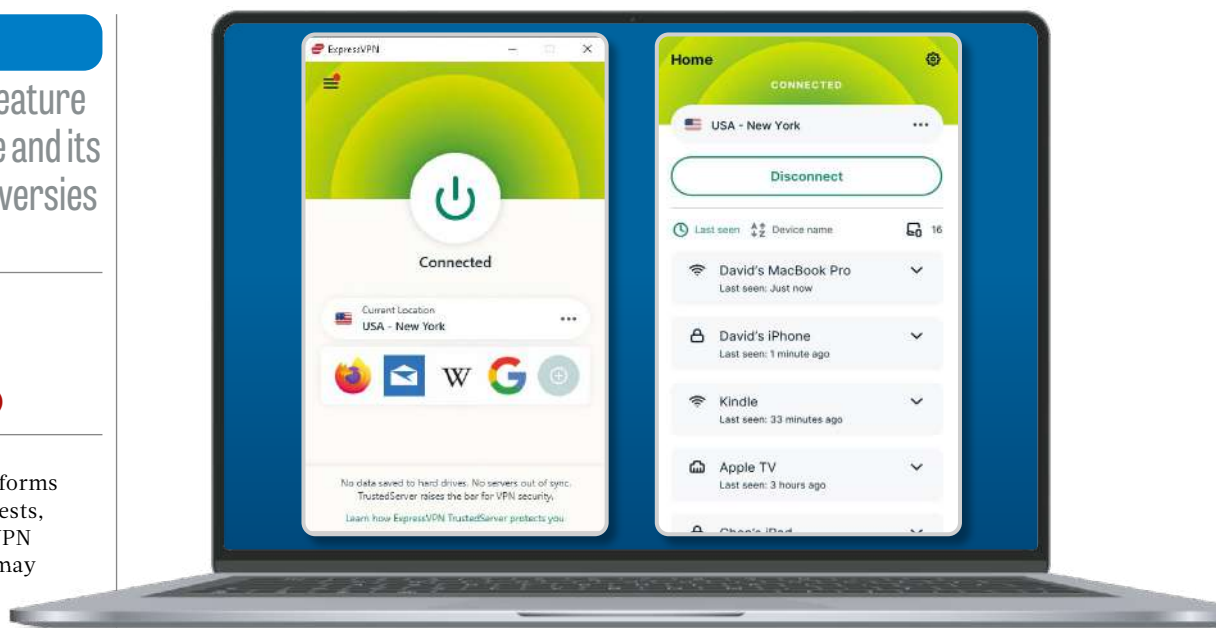 eature
e and its
versies
forms
ests,
VPN
may
ExpressVPN
Connected
Current Location
USA - New York
W
G
No data saved to hard drives. No servers out of sync.
TrustedServer raises the bar for VPN security.
Learn how ExpressVPN TrustedServer protects you
Home
CONNECTED
USA - New York
Disconnect
Last seen A Z Device name 16
David's MacBook Pro
Last seen: Just now
David's iPhone
Last seen: 1 minute ago
Kindle
Last seen: 33 minutes ago
Apple TV
Last seen: 3 hours ago